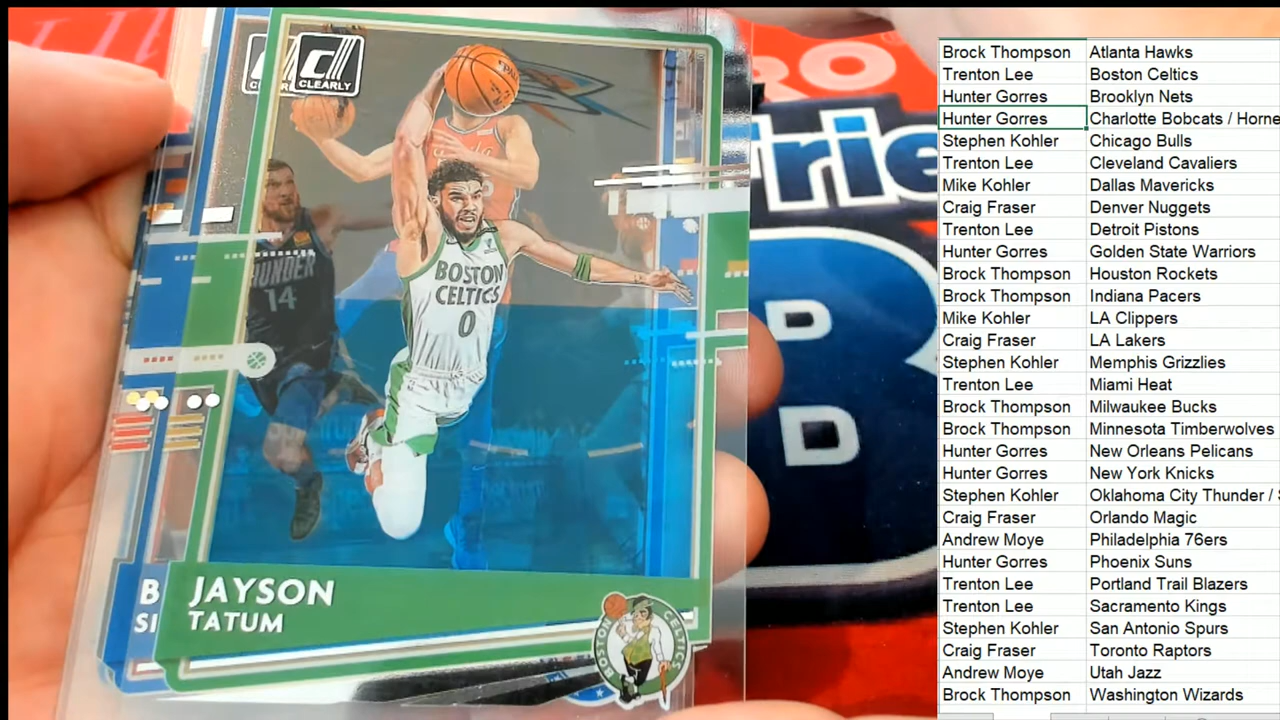 CLEARLY
SPALDING
THUNDER
14
BOSTON
CELTICS
0
B
SI
JAYSON
TATUM
BOSTON CELTICS
RO
trie
B
Brock Thompson Atlanta Hawks
Trenton Lee Boston Celtics
Hunter Gorres Brooklyn Nets
Hunter Gorres Charlotte Bobcats / Horne
Stephen Kohler Chicago Bulls
Trenton Lee Cleveland Cavaliers
Mike Kohler Dallas Mavericks
Craig Fraser Denver Nuggets
Trenton Lee Detroit Pistons
Hunter Gorres Golden State Warriors
Brock Thompson Houston Rockets
Brock Thompson Indiana Pacers
Mike Kohler LA Clippers
Craig Fraser LA Lakers
Stephen Kohler Memphis Grizzlies
Trenton Lee Miami Heat
Brock Thompson Milwaukee Bucks
Brock Thompson Minnesota Timberwolves
Hunter Gorres New Orleans Pelicans
Hunter Gorres New York Knicks
Stephen Kohler Oklahoma City Thunder / S
Craig Fraser Orlando Magic
Andrew Moye Philadelphia 76ers
Hunter Gorres Phoenix Suns
Trenton Lee Portland Trail Blazers
Trenton Lee Sacramento Kings
Stephen Kohler San Antonio Spurs
Craig Fraser Toronto Raptors
Andrew Moye Utah Jazz
Brock Thompson Washington Wizards